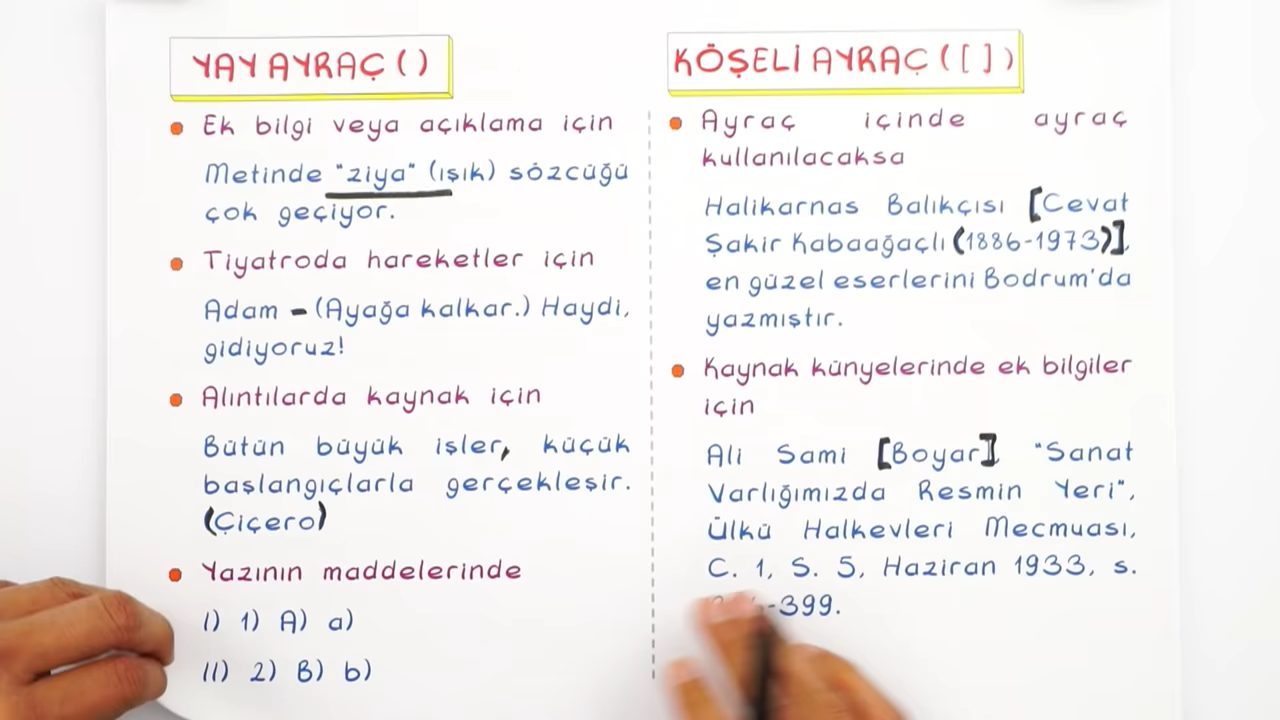 YAY AYRAÇ ( )
Ek bilgi veya açıklama için
Metinde "ziya" (ışık) sözcüğü
çok geçiyor.
Tiyatroda hareketler için
Adam - (Ayağa kalkar.) Haydi,
gidiyoruz!
Alıntılarda kaynak için
Bütün büyük işler, küçük
başlangıçlarla gerçekleşir.
(Çiçero)
Yazının maddelerinde
I) 1) A) a)
II) 2) B) b)
KÖŞELİ AYRAÇ ( [ ] )
Ayraç içinde ayraç
kullanılacaksa
Halikarnas Balıkçısı [Cevat
Şakir Kabaağaçlı (1886-1973)],
en güzel eserlerini Bodrum'da
yazmıştır.
Kaynak künyelerinde ek bilgiler
için
Ali Sami [Boyar], "Sanat
Varlığımızda Resmin Yeri",
Ülkü Halkevleri Mecmuası,
C. 1, S. 5, Haziran 1933, s.
-399.